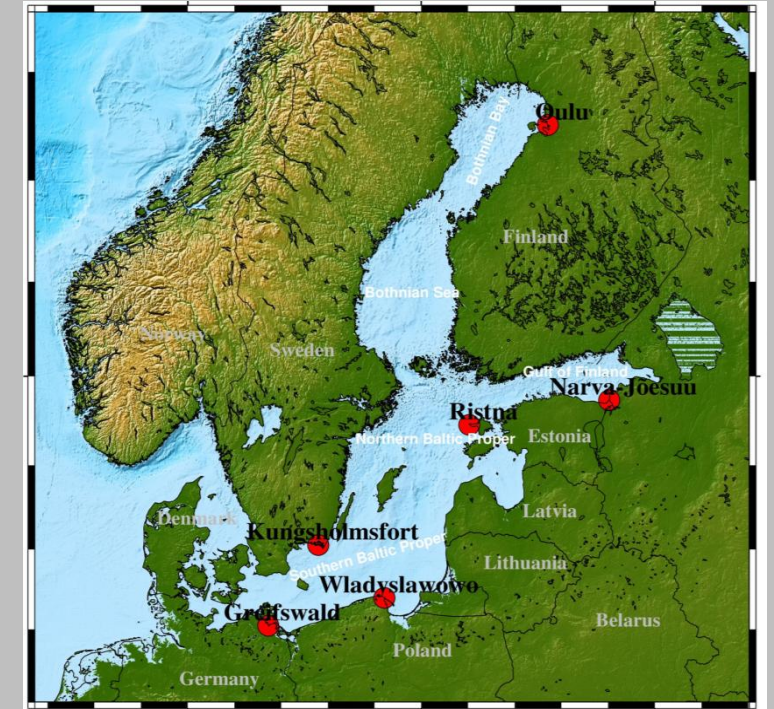 Oulu
Bothnian Bay
Finland
Bothnian Sea
Norway
Sweden
Gulf of Finland
Narva-Jõesuu
Ristna
Northern Baltic Proper
Estonia
Latvia
Denmark
Kungsholmsfort
Southern Baltic Proper
Lithuania
Wladyslawowo
Greifswald
Belarus
Poland
Germany